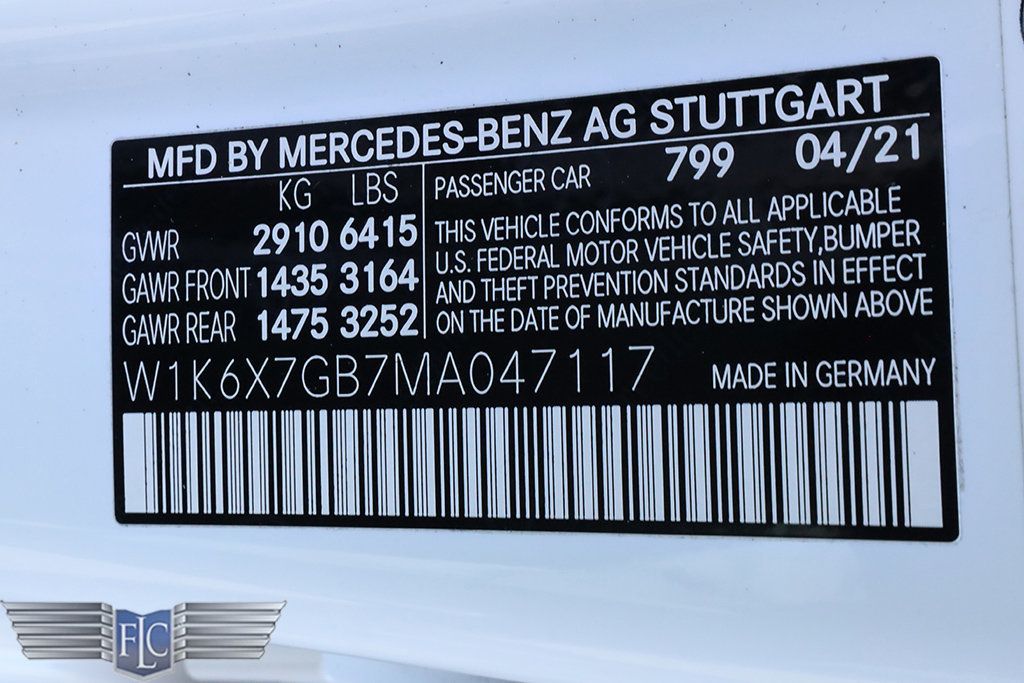 MFD BY MERCEDES-BENZ AG STUTTGART
KG LBS
GVWR 2910 6415
GAWR FRONT 1435 3164
GAWR REAR 1475 3252
PASSENGER CAR 799 04/21
THIS VEHICLE CONFORMS TO ALL APPLICABLE
U.S. FEDERAL MOTOR VEHICLE SAFETY,BUMPER
AND THEFT PREVENTION STANDARDS IN EFFECT
ON THE DATE OF MANUFACTURE SHOWN ABOVE
W1K6X7GB7MA047117
MADE IN GERMANY
FLC